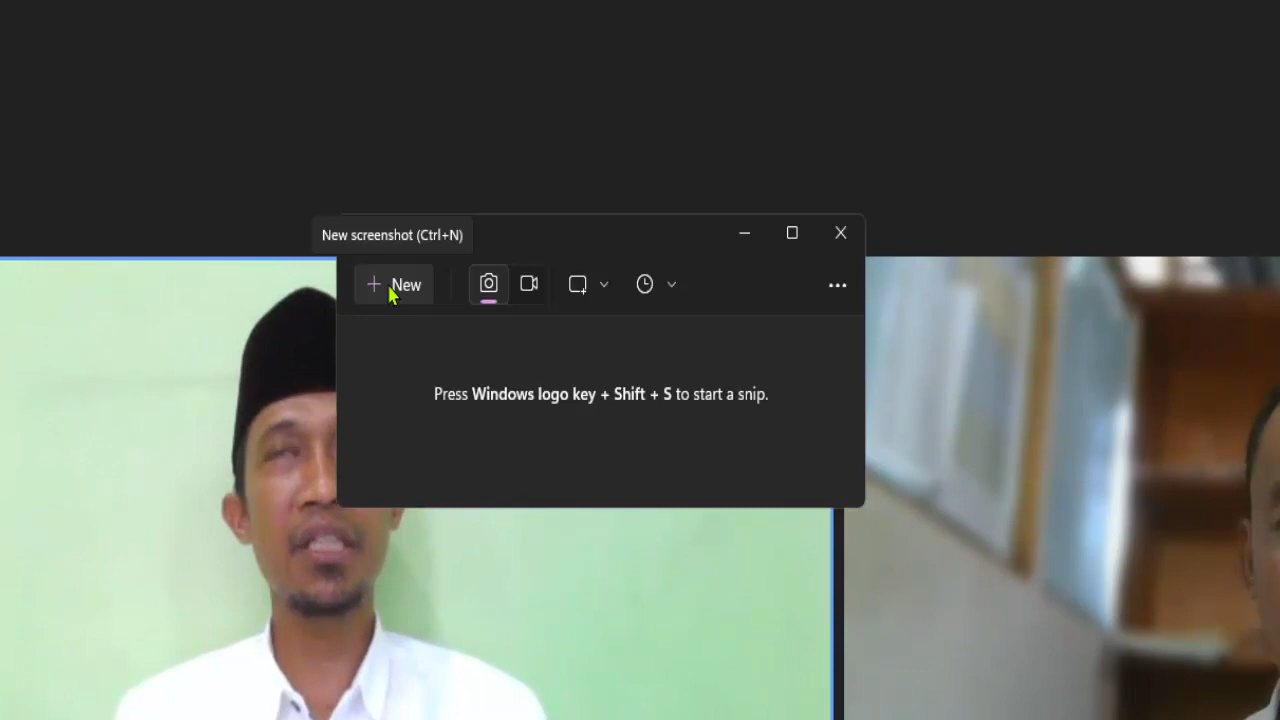 New screenshot (Ctrl+N)
New
Press Windows logo key + Shift + S to start a snip.